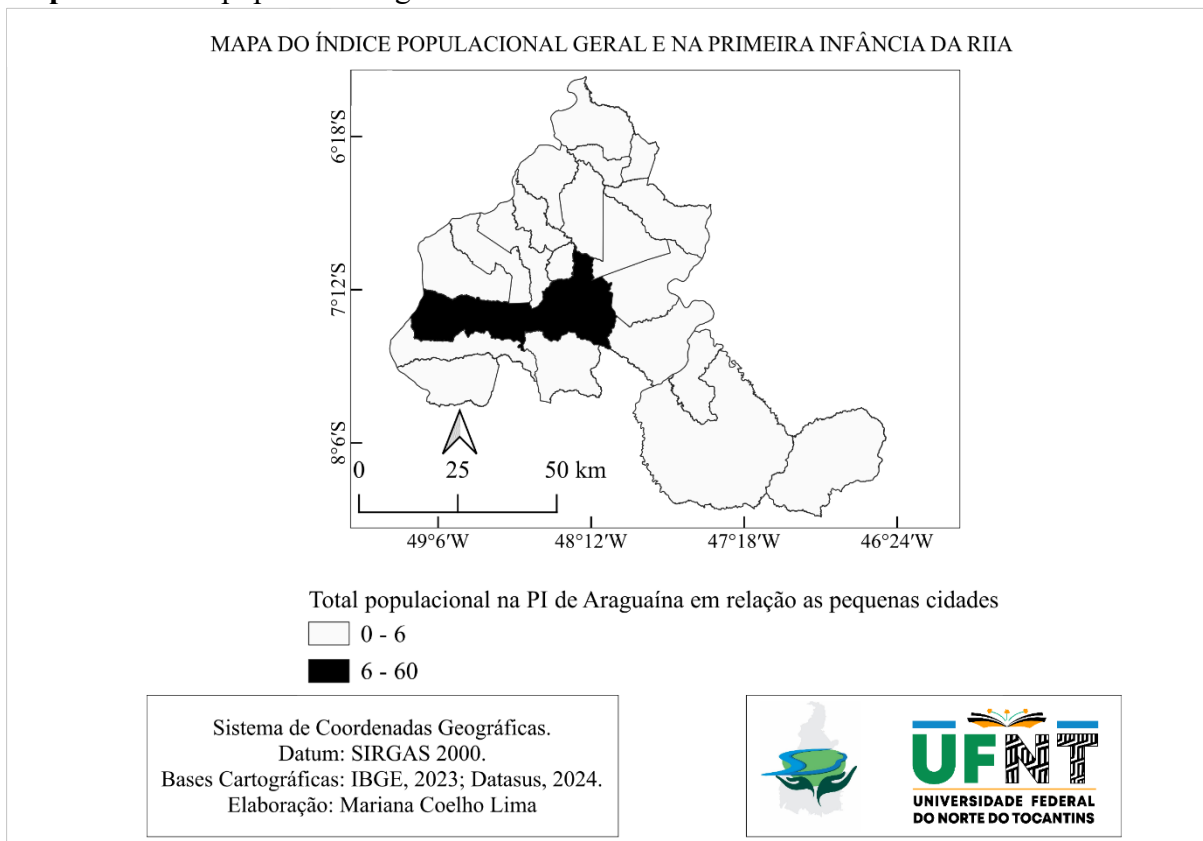 MAPA DO ÍNDICE POPULACIONAL GERAL E NA PRIMEIRA INFÂNCIA DA RIIA
6°18'S
7°12'S
8°6'S
0 25 50 km
49°6'W 48°12'W 47°18'W 46°24'W
Total populacional na PI de Araguaína em relação as pequenas cidades
0 - 6
6 - 60
Sistema de Coordenadas Geográficas.
Datum: SIRGAS 2000.
Bases Cartográficas: IBGE, 2023; Datasus, 2024.
Elaboração: Mariana Coelho Lima
UFNT
UNIVERSIDADE FEDERAL
DO NORTE DO TOCANTINS